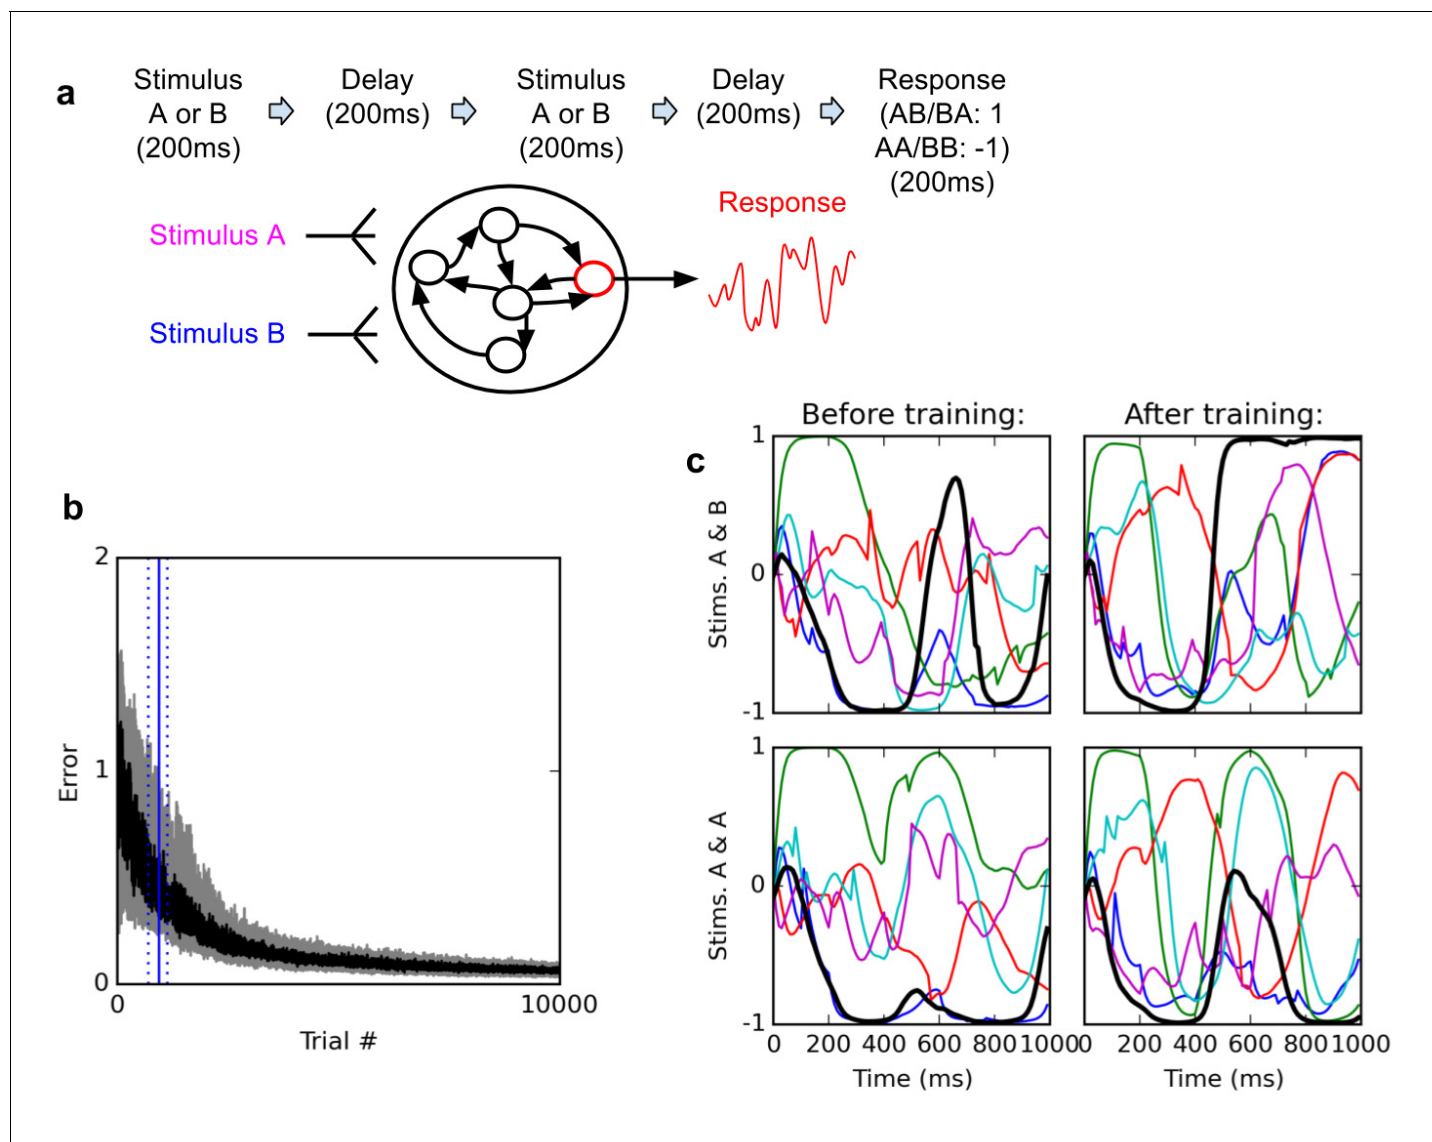 a
Stimulus
A or B
(200ms)
Delay
(200ms)
Stimulus
A or B
(200ms)
Delay
(200ms)
Response
(AB/BA: 1
AA/BB: -1)
(200ms)
Stimulus A
Stimulus B
Response
b
2
1
0
Error
0
10000
Trial #
c
Before training:
After training:
1
0
-1
Stims. A & B
1
0
-1
Stims. A & A
0 200 400 600 800 1000
0 200 400 600 800 1000
Time (ms)
Time (ms)